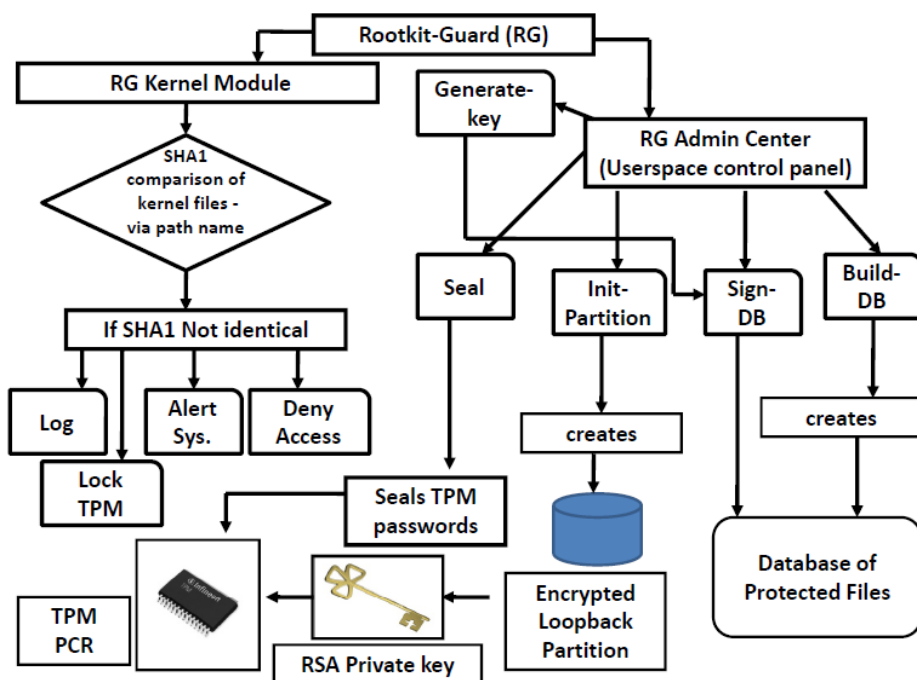 Rootkit-Guard (RG)
RG Kernel Module
Generate-
key
RG Admin Center
(Userspace control panel)
SHA1
comparison of
kernel files -
via path name
Seal
Init-
Partition
Sign-
DB
Build-
DB
If SHA1 Not identical
Log
Alert
Sys.
Deny
Access
Lock
TPM
creates
creates
Seals TPM
passwords
Database of
Protected Files
Infineon
TPM
PCR
RSA Private key
Encrypted
Loopback
Partition